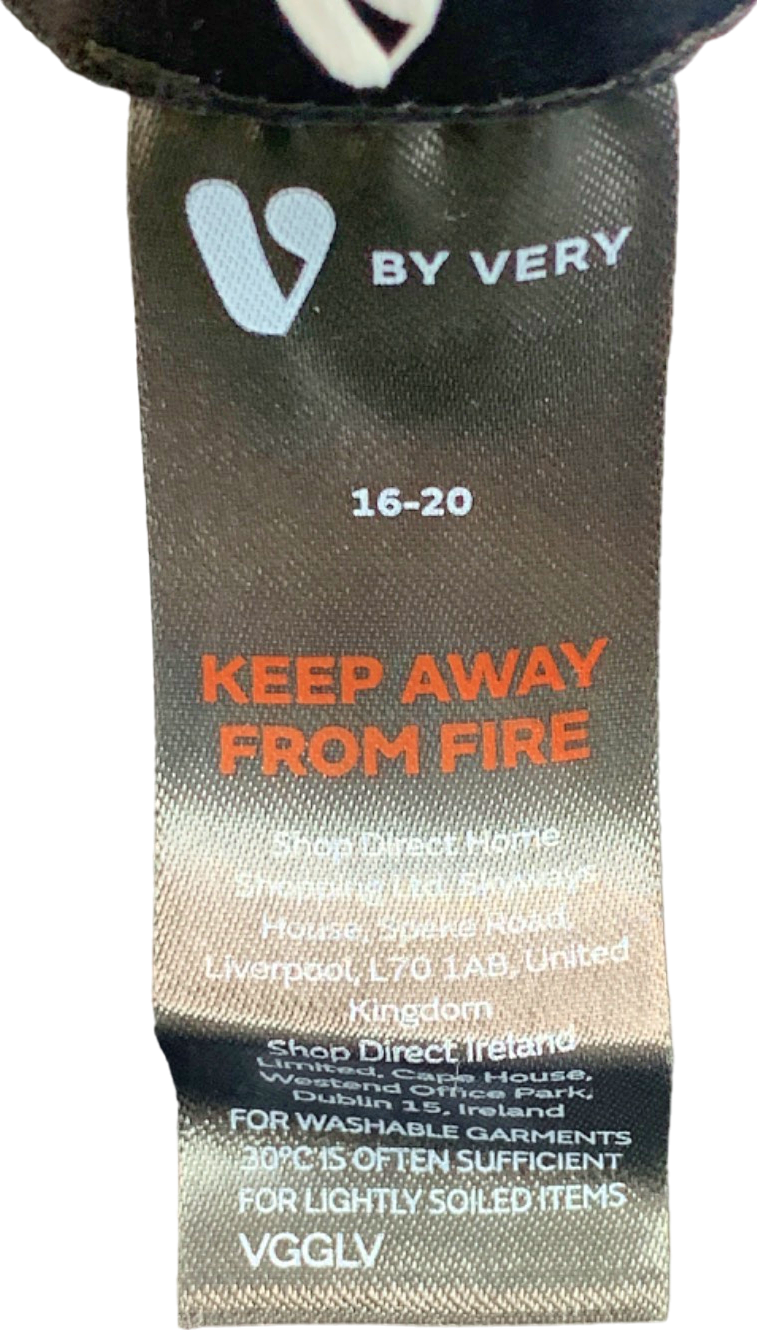 V BY VERY
16-20
KEEP AWAY
FROM FIRE
Shop Direct Home
Shopping Ltd, Skyways
House, Speke Road,
Liverpool, L70 1AB, United
Kingdom
Shop Direct Ireland
Limited, Cape House,
Westend Office Park,
Dublin 15, Ireland
FOR WASHABLE GARMENTS
30°C IS OFTEN SUFFICIENT
FOR LIGHTLY SOILED ITEMS
VGGLV